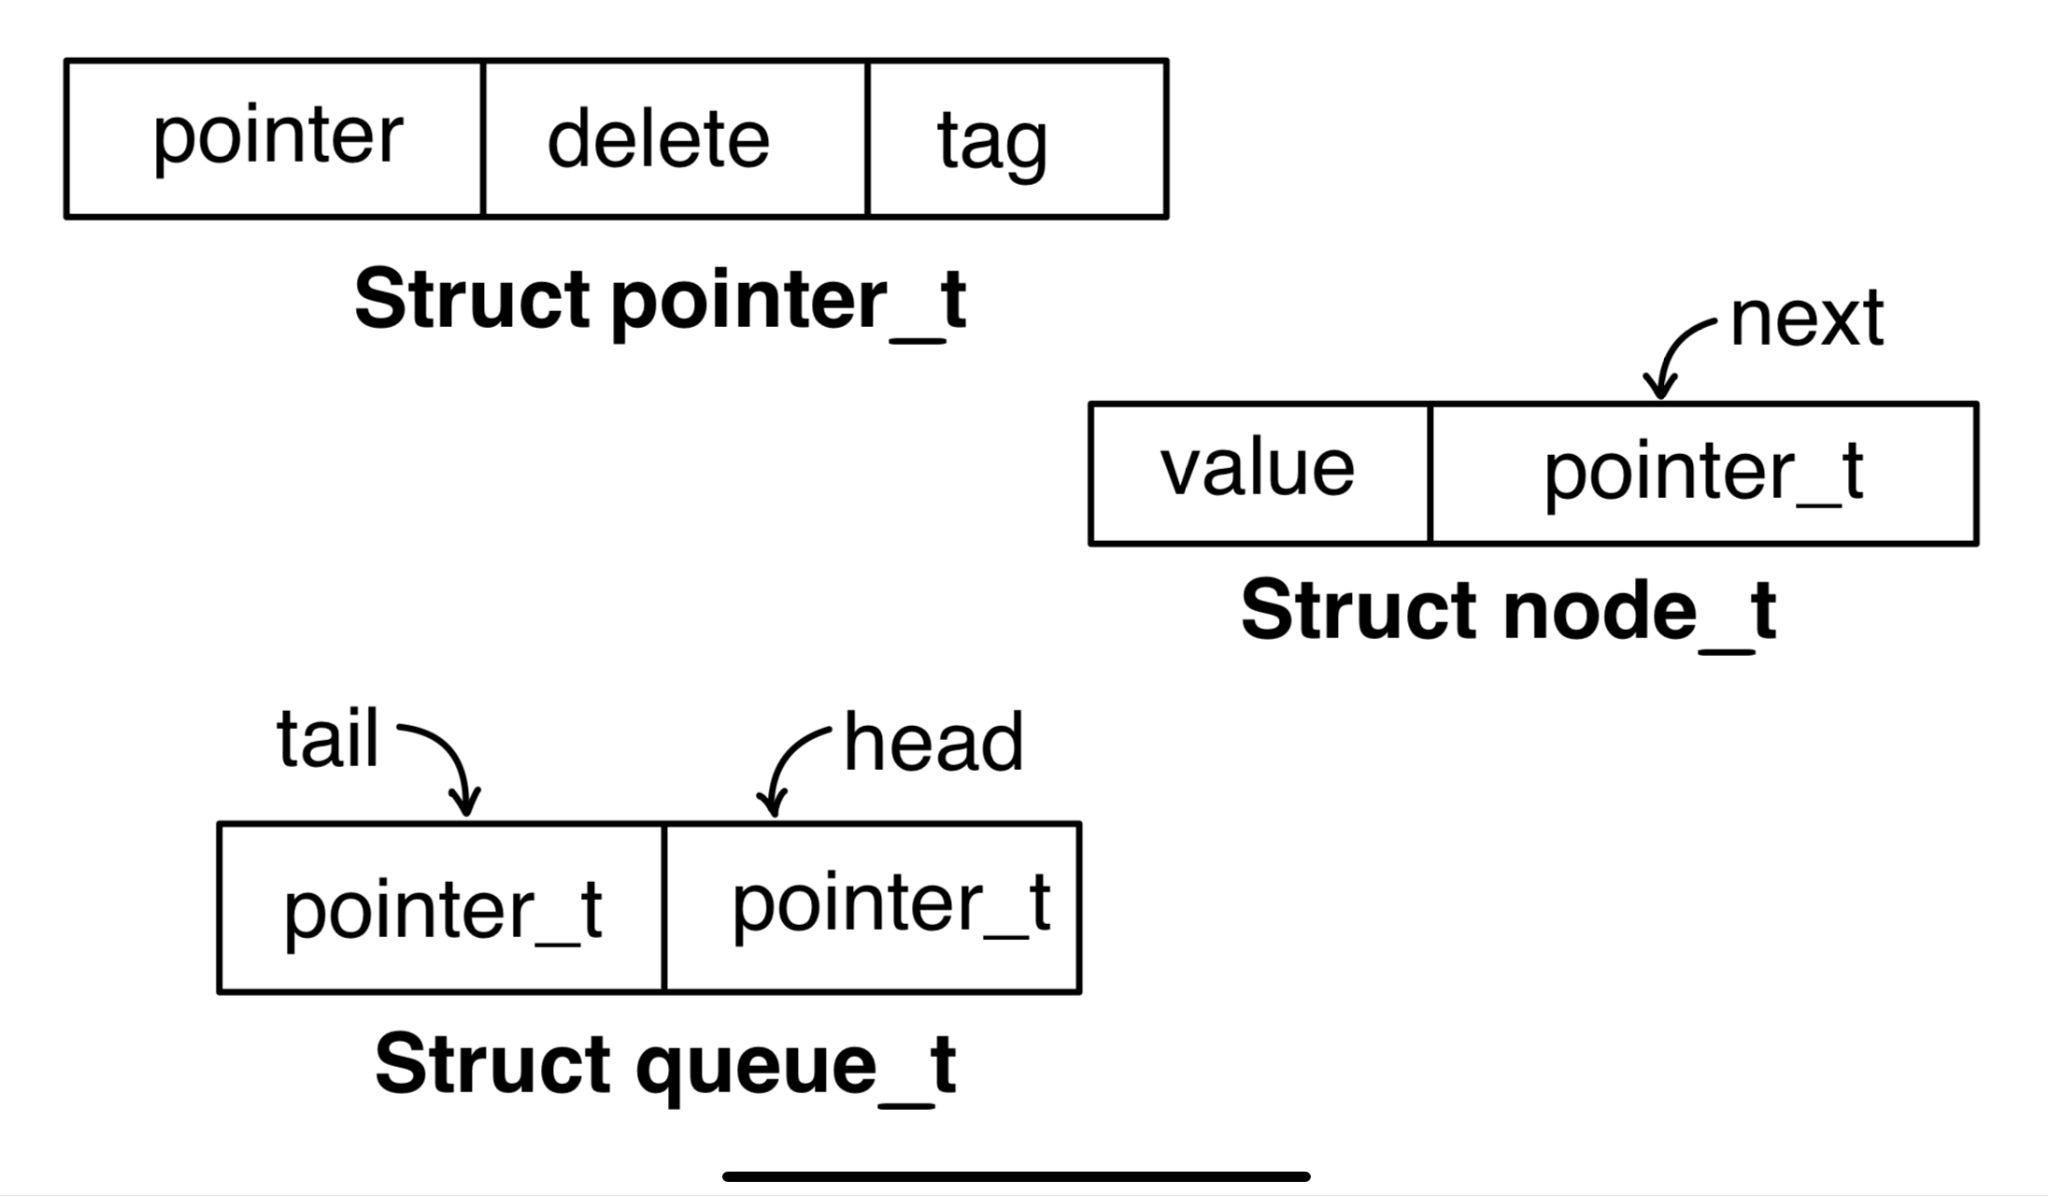 pointer delete tag
Struct pointer_t
next
value pointer_t
Struct node_t
tail head
pointer_t pointer_t
Struct queue_t